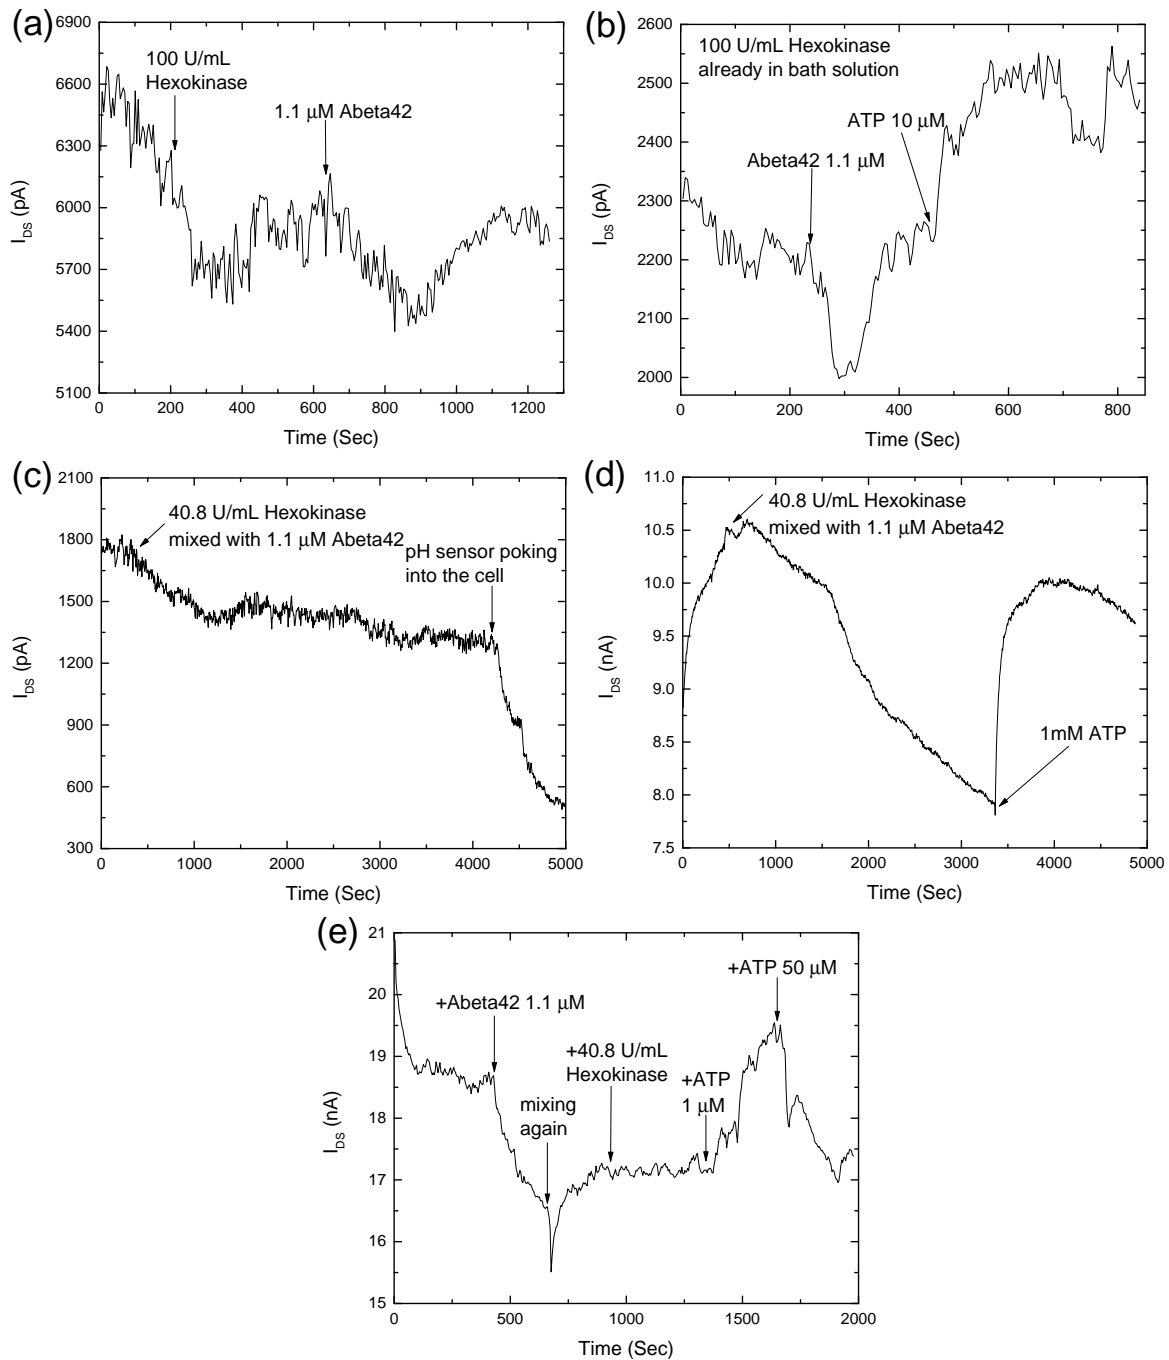 (a)
6900
6600
6300
6000
5700
5400
5100
I_DS (pA)
100 U/mL
Hexokinase
1.1 μM Abeta42
0 200 400 600 800 1000 1200
Time (Sec)
(b)
2600
2500
2400
2300
2200
2100
2000
I_DS (pA)
100 U/mL Hexokinase
already in bath solution
ATP 10 μM
Abeta42 1.1 μM
0 200 400 600 800
Time (Sec)
(c)
2100
1800
1500
1200
900
600
300
I_DS (pA)
40.8 U/mL Hexokinase
mixed with 1.1 μM Abeta42
pH sensor poking
into the cell
0 1000 2000 3000 4000 5000
Time (Sec)
(d)
11.0
10.5
10.0
9.5
9.0
8.5
8.0
7.5
I_DS (nA)
40.8 U/mL Hexokinase
mixed with 1.1 μM Abeta42
1mM ATP
0 1000 2000 3000 4000 5000
Time (Sec)
(e)
21
20
19
18
17
16
15
I_DS (nA)
+Abeta42 1.1 μM
mixing
again
+40.8 U/mL
Hexokinase
+ATP
1 μM
+ATP 50 μM
0 500 1000 1500 2000
Time (Sec)